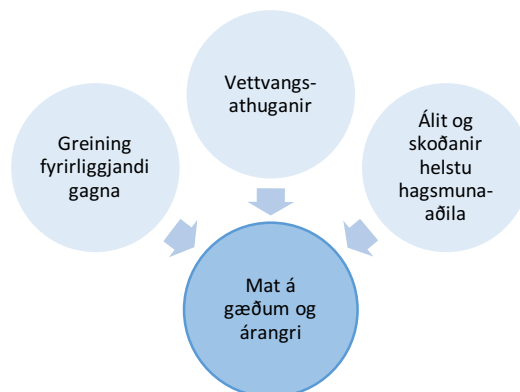 Greining
fyrirliggjandi
gagna
Vettvangs-
athuganir
Álit og
skoðanir
helstu
hagsmuna-
aðila
Mat á
gæðum og
árangri